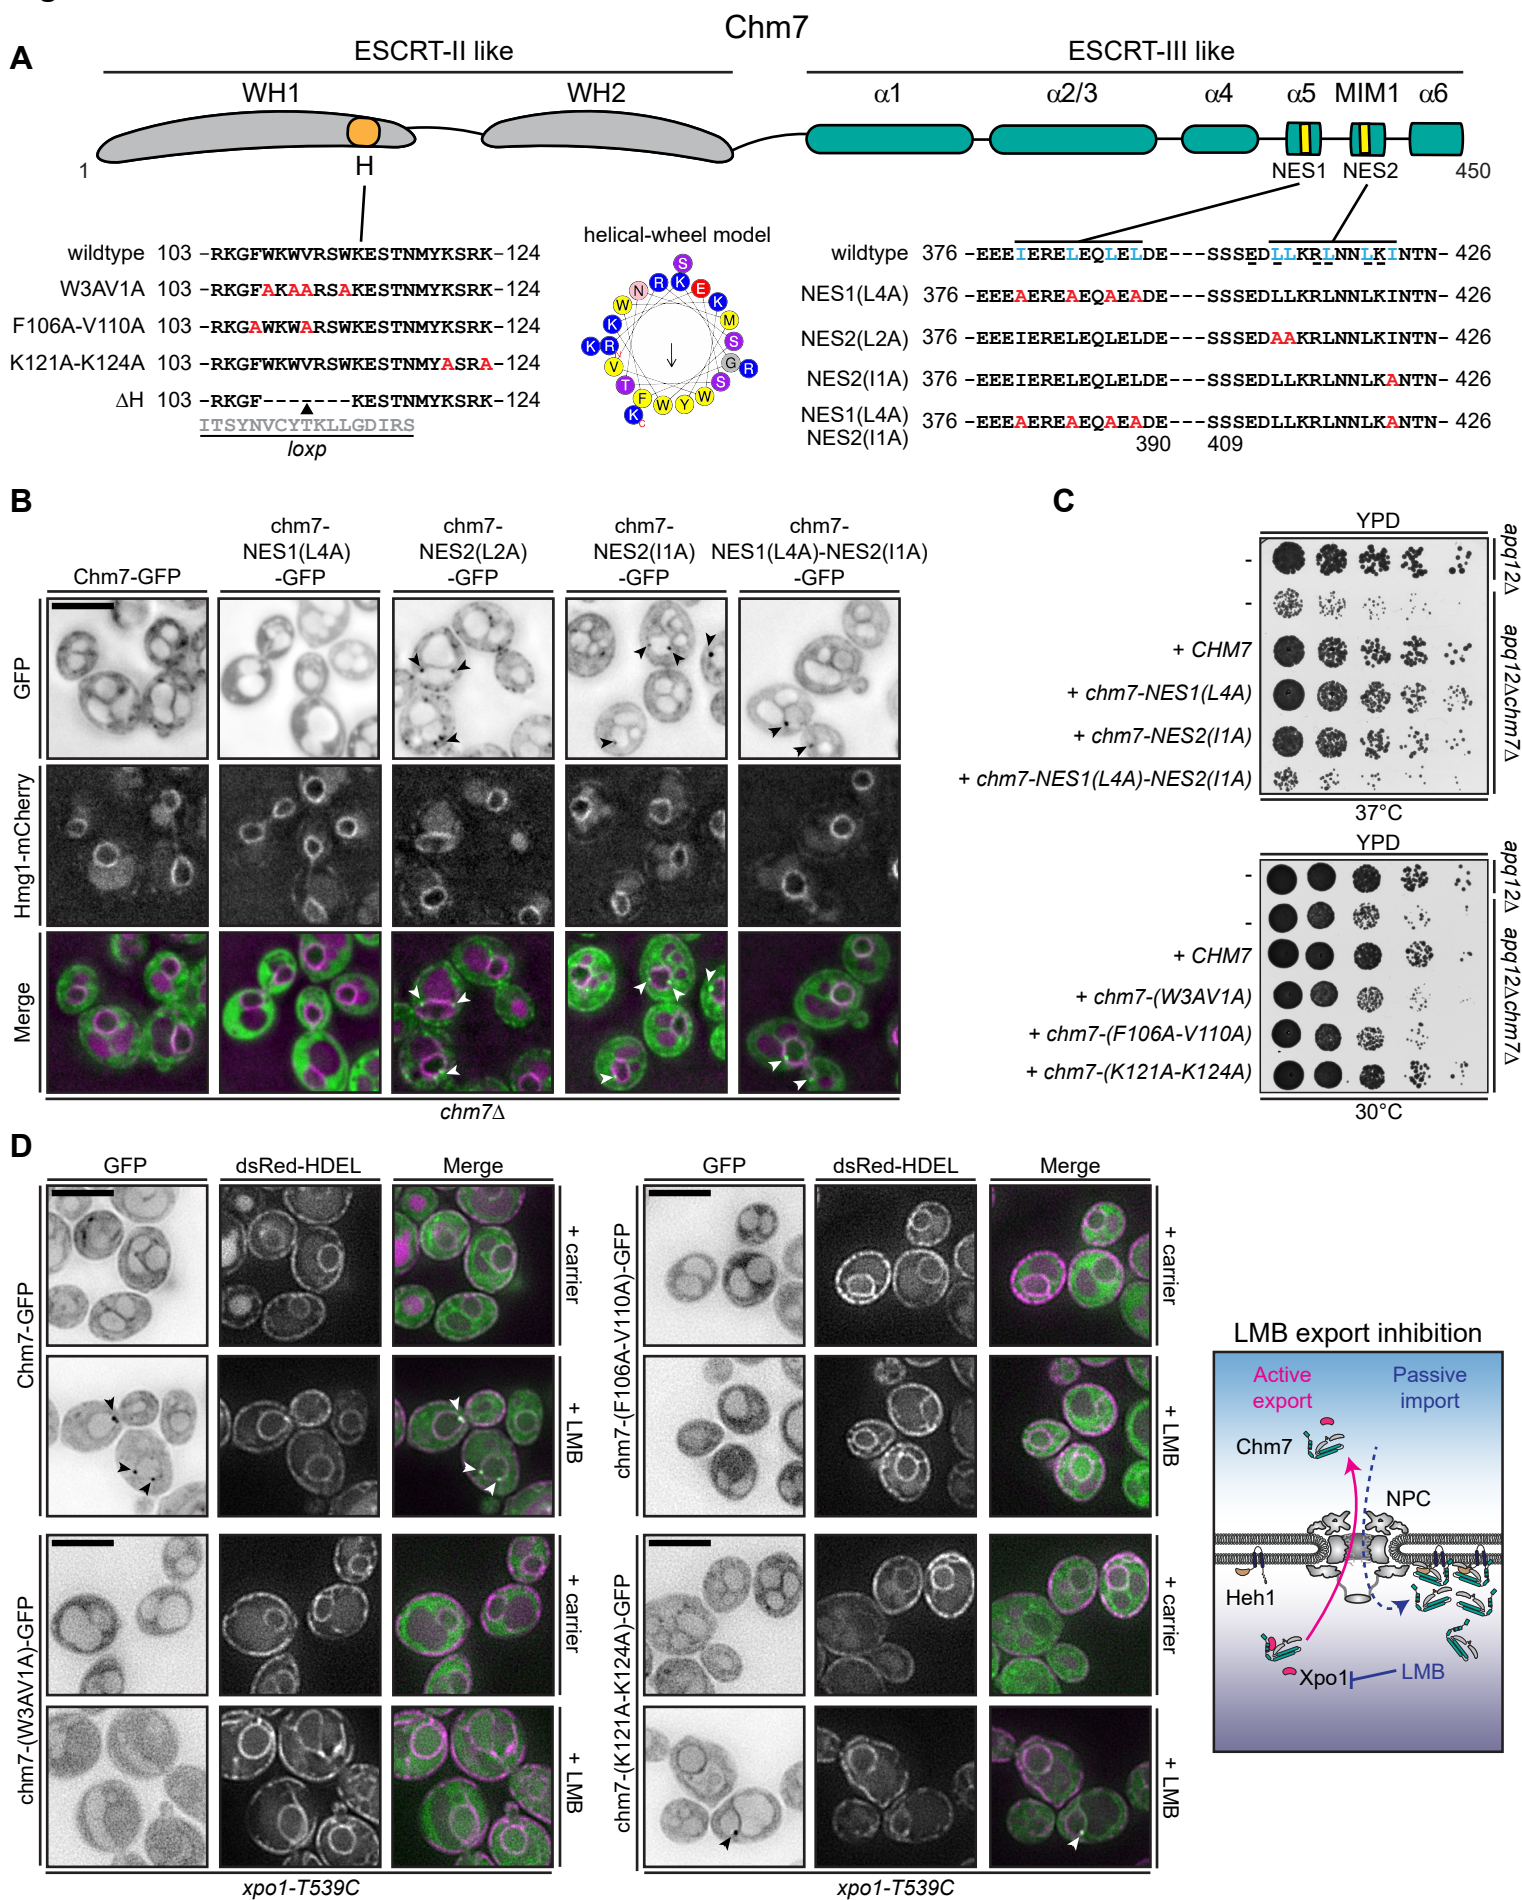 Chm7
A
ESCRT-II like
ESCRT-III like
WH1
WH2
α1
α2/3
α4
α5
MIM1
α6
1
H
NES1
NES2
450
wildtype 103 -RKGFWKWVRSWKESTNMYKSRK-124
W3AV1A 103 -RKGFAKAARSAKESTNMYKSRK-124
F106A-V110A 103 -RKGAWKWARSWKESTNMYKSRK-124
K121A-K124A 103 -RKGFWKWVRSWKESTNMYASRA-124
ΔH 103 -RKGF-------KESTNMYKSRK-124
ITSYNVCYTKLLGDIRS
loxp
helical-wheel model
S
N R K E
W K
K M
K R S
V G R
T S
K F W Y W
C
wildtype 376 -EEEIERELEQLELDE---SSSEDLLKRLNNLKINTN- 426
NES1(L4A) 376 -EEEAEREAEQAEADE---SSSEDLLKRLNNLKINTN- 426
NES2(L2A) 376 -EEEIERELEQLELDE---SSSEDAAKRLNNLKINTN- 426
NES2(I1A) 376 -EEEIERELEQLELDE---SSSEDLLKRLNNLKANTN- 426
NES1(L4A)
NES2(I1A) 376 -EEEAEREAEQAEADE---SSSEDLLKRLNNLKANTN- 426
390 409
B
Chm7-GFP
chm7-
NES1(L4A)
-GFP
chm7-
NES2(L2A)
-GFP
chm7-
NES2(I1A)
-GFP
chm7-
NES1(L4A)-NES2(I1A)
-GFP
GFP
Hmg1-mCherry
Merge
chm7Δ
C
YPD
-
-
+ CHM7
+ chm7-NES1(L4A)
+ chm7-NES2(I1A)
+ chm7-NES1(L4A)-NES2(I1A)
apq12Δ
apq12Δchm7Δ
37°C
YPD
-
-
+ CHM7
+ chm7-(W3AV1A)
+ chm7-(F106A-V110A)
+ chm7-(K121A-K124A)
apq12Δ
apq12Δchm7Δ
30°C
D
GFP
dsRed-HDEL
Merge
Chm7-GFP
+ carrier
+ LMB
chm7-(W3AV1A)-GFP
+ carrier
+ LMB
xpo1-T539C
GFP
dsRed-HDEL
Merge
chm7-(F106A-V110A)-GFP
+ carrier
+ LMB
chm7-(K121A-K124A)-GFP
+ carrier
+ LMB
xpo1-T539C
LMB export inhibition
Active
export
Passive
import
Chm7
NPC
Heh1
Xpo1
LMB